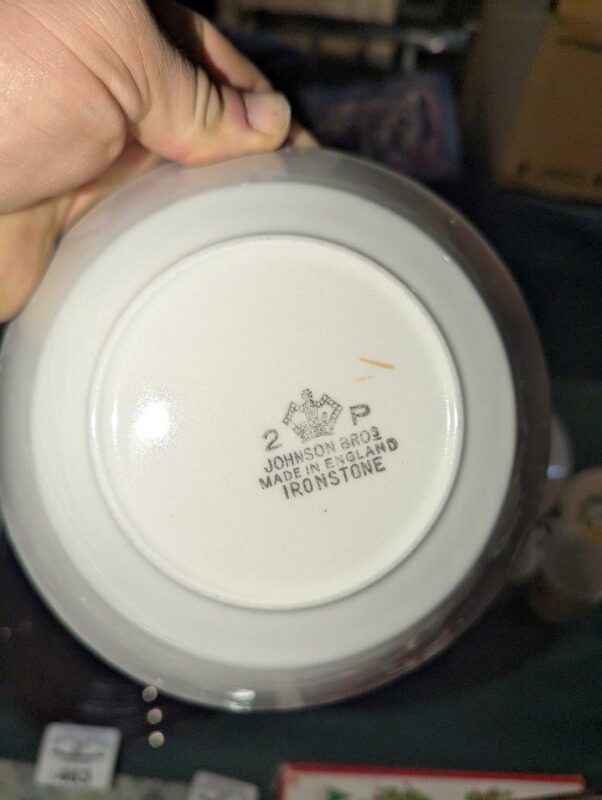 2 P
JOHNSON BROS
MADE IN ENGLAND
IRONSTONE